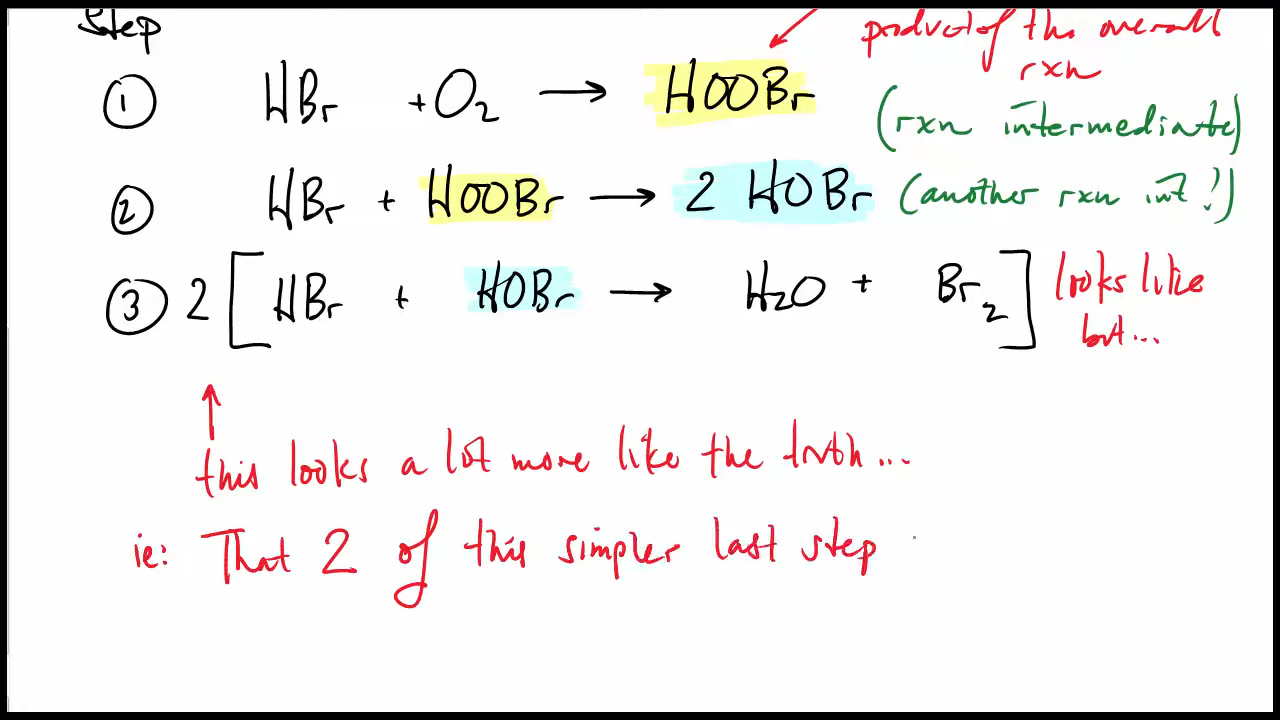 Step
product of the overall
rxn
① HBr + O₂ → HOOBr
(rxn intermediate)
② HBr + HOOBr → 2 HOBr (another rxn int!)
③ 2 [ HBr + HOBr → H₂O + Br₂ ] looks like
but...
this looks a lot more like the truth...
ie: That 2 of this simpler last step